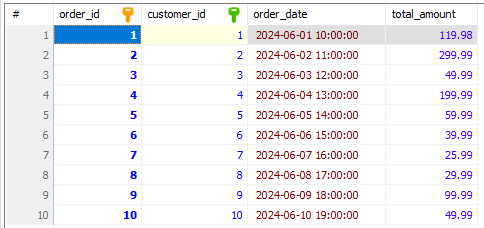 # order_id customer_id order_date total_amount
1 1 1 2024-06-01 10:00:00 119.98
2 2 2 2024-06-02 11:00:00 299.99
3 3 3 2024-06-03 12:00:00 49.99
4 4 4 2024-06-04 13:00:00 199.99
5 5 5 2024-06-05 14:00:00 59.99
6 6 6 2024-06-06 15:00:00 39.99
7 7 7 2024-06-07 16:00:00 25.99
8 8 8 2024-06-08 17:00:00 29.99
9 9 9 2024-06-09 18:00:00 99.99
10 10 10 2024-06-10 19:00:00 49.99